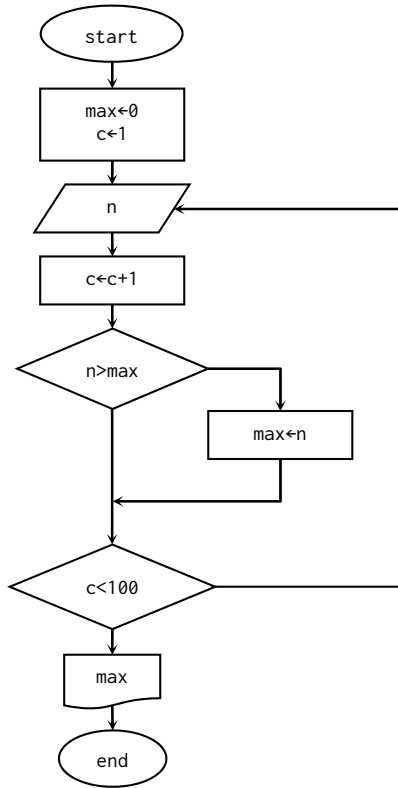 start
max←0
c←1
n
c←c+1
n>max
max←n
c<100
max
end